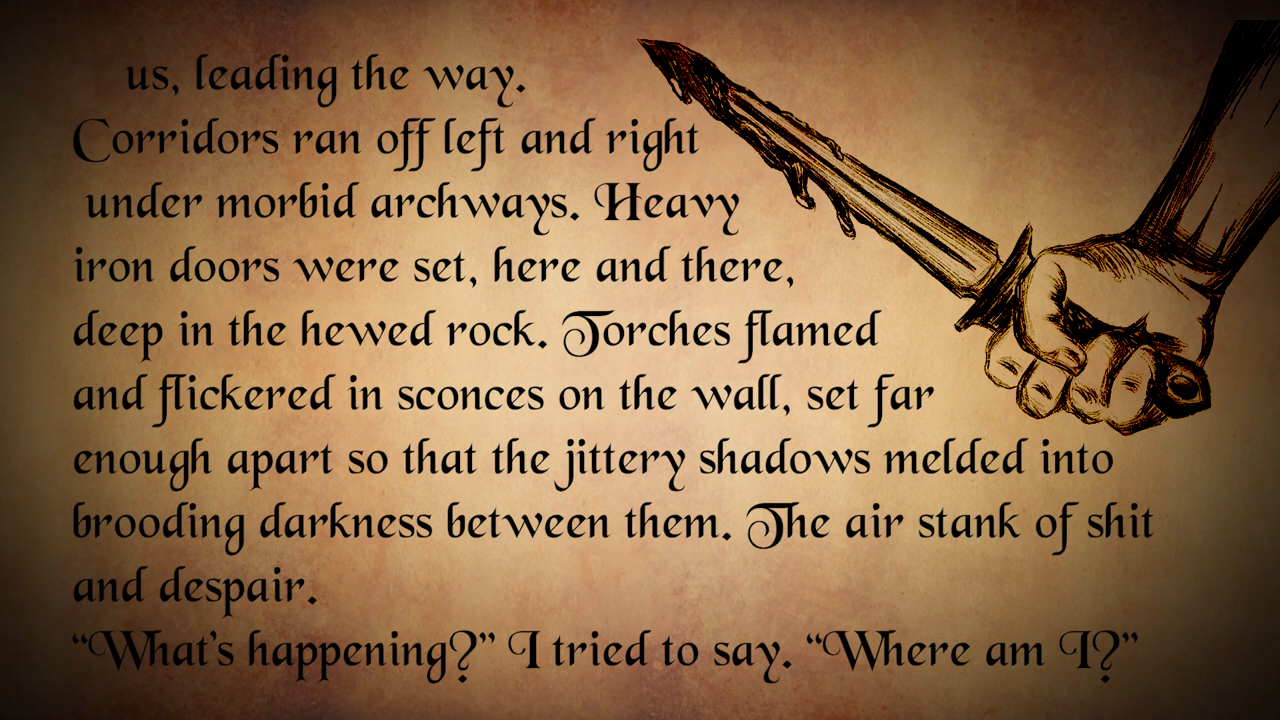 us, leading the way.
Corridors ran off left and right
under morbid archways. Heavy
iron doors were set, here and there,
deep in the hewed rock. Torches flamed
and flickered in sconces on the wall, set far
enough apart so that the jittery shadows melded into
brooding darkness between them. The air stank of shit
and despair.
“What’s happening?” I tried to say. “Where am I?”